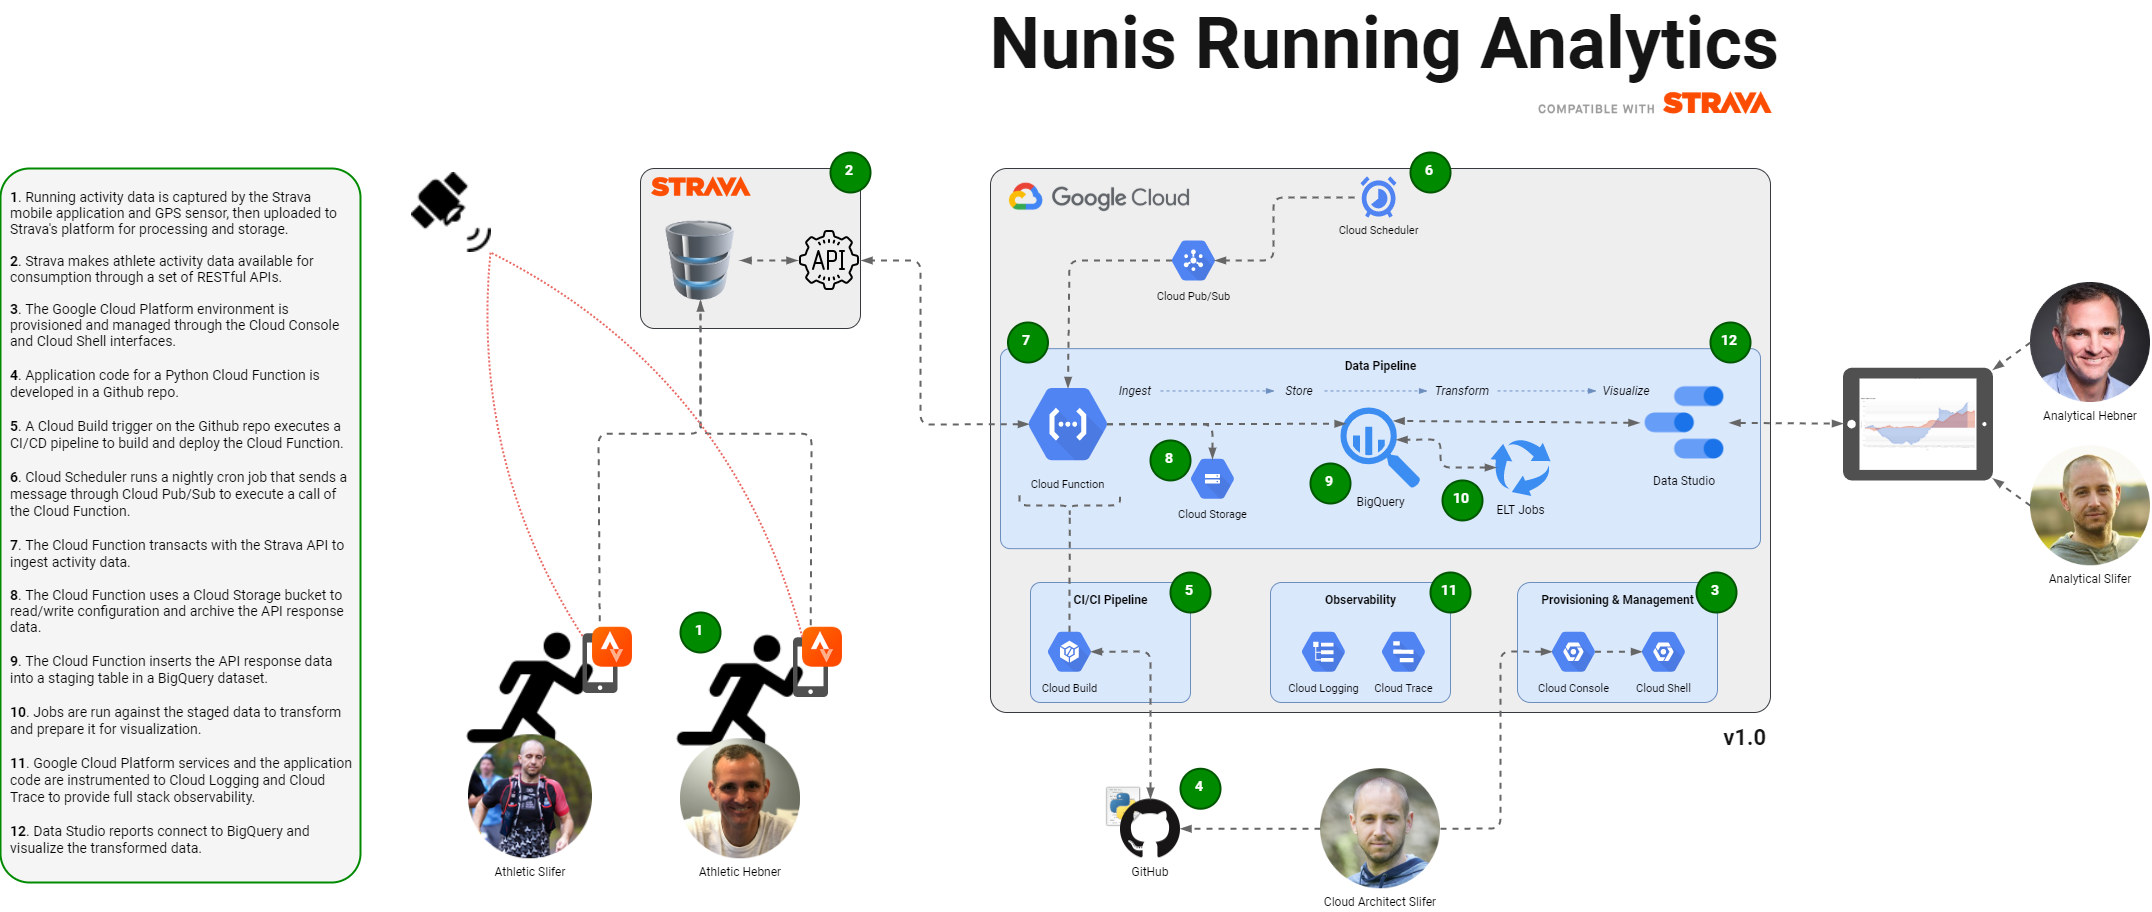 Nunis Running Analytics
COMPATIBLE WITH STRAVA
1. Running activity data is captured by the Strava
mobile application and GPS sensor, then uploaded to
Strava's platform for processing and storage.
2. Strava makes athlete activity data available for
consumption through a set of RESTful APIs.
3. The Google Cloud Platform environment is
provisioned and managed through the Cloud Console
and Cloud Shell interfaces.
4. Application code for a Python Cloud Function is
developed in a Github repo.
5. A Cloud Build trigger on the Github repo executes a
CI/CD pipeline to build and deploy the Cloud Function.
6. Cloud Scheduler runs a nightly cron job that sends a
message through Cloud Pub/Sub to execute a call of
the Cloud Function.
7. The Cloud Function transacts with the Strava API to
ingest activity data.
8. The Cloud Function uses a Cloud Storage bucket to
read/write configuration and archive the API response
data.
9. The Cloud Function inserts the API response data
into a staging table in a BigQuery dataset.
10. Jobs are run against the staged data to transform
and prepare it for visualization.
11. Google Cloud Platform services and the application
code are instrumented to Cloud Logging and Cloud
Trace to provide full stack observability.
12. Data Studio reports connect to BigQuery and
visualize the transformed data.
STRAVA
2
API
1
Athletic Slifer
Athletic Hebner
Google Cloud
6
Cloud Scheduler
Cloud Pub/Sub
7
12
Data Pipeline
Ingest
Store
Transform
Visualize
Cloud Function
8
Cloud Storage
9
BigQuery
10
ELT Jobs
Data Studio
CI/CI Pipeline
5
Cloud Build
Observability
11
Cloud Logging
Cloud Trace
Provisioning & Management
3
Cloud Console
Cloud Shell
v1.0
4
GitHub
Cloud Architect Slifer
Analytical Hebner
Analytical Slifer